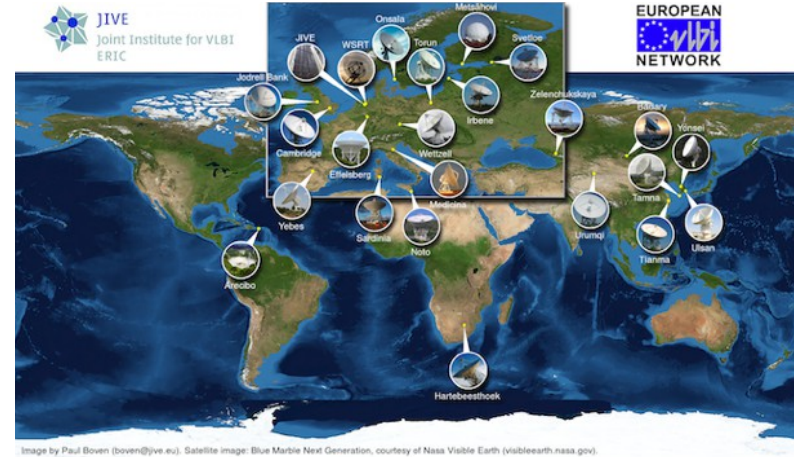 JIVE
Joint Institute for VLBI
ERIC
EUROPEAN
vlbi
NETWORK
Metsähovi
Onsala
JIVE
WSRT
Torun
Svetloe
Jodrell Bank
Zelenchukskaya
Badary
Irbene
Yonsei
Cambridge
Wettzell
Effelsberg
Tamna
Medicina
Yebes
Sardinia
Noto
Urumqi
Tianma
Ulsan
Arecibo
Hartebeesthoek
Image by Paul Boven (boven@jive.eu). Satellite image: Blue Marble Next Generation, courtesy of Nasa Visible Earth (visibleearth.nasa.gov).